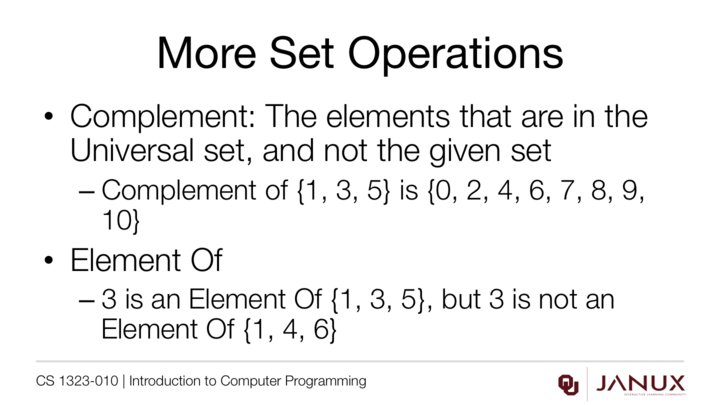 More Set Operations
• Complement: The elements that are in the
Universal set, and not the given set
– Complement of {1, 3, 5} is {0, 2, 4, 6, 7, 8, 9,
10}
• Element Of
– 3 is an Element Of {1, 3, 5}, but 3 is not an
Element Of {1, 4, 6}
CS 1323-010 | Introduction to Computer Programming
OU
JANUX
INTERACTIVE LEARNING COMMUNITY